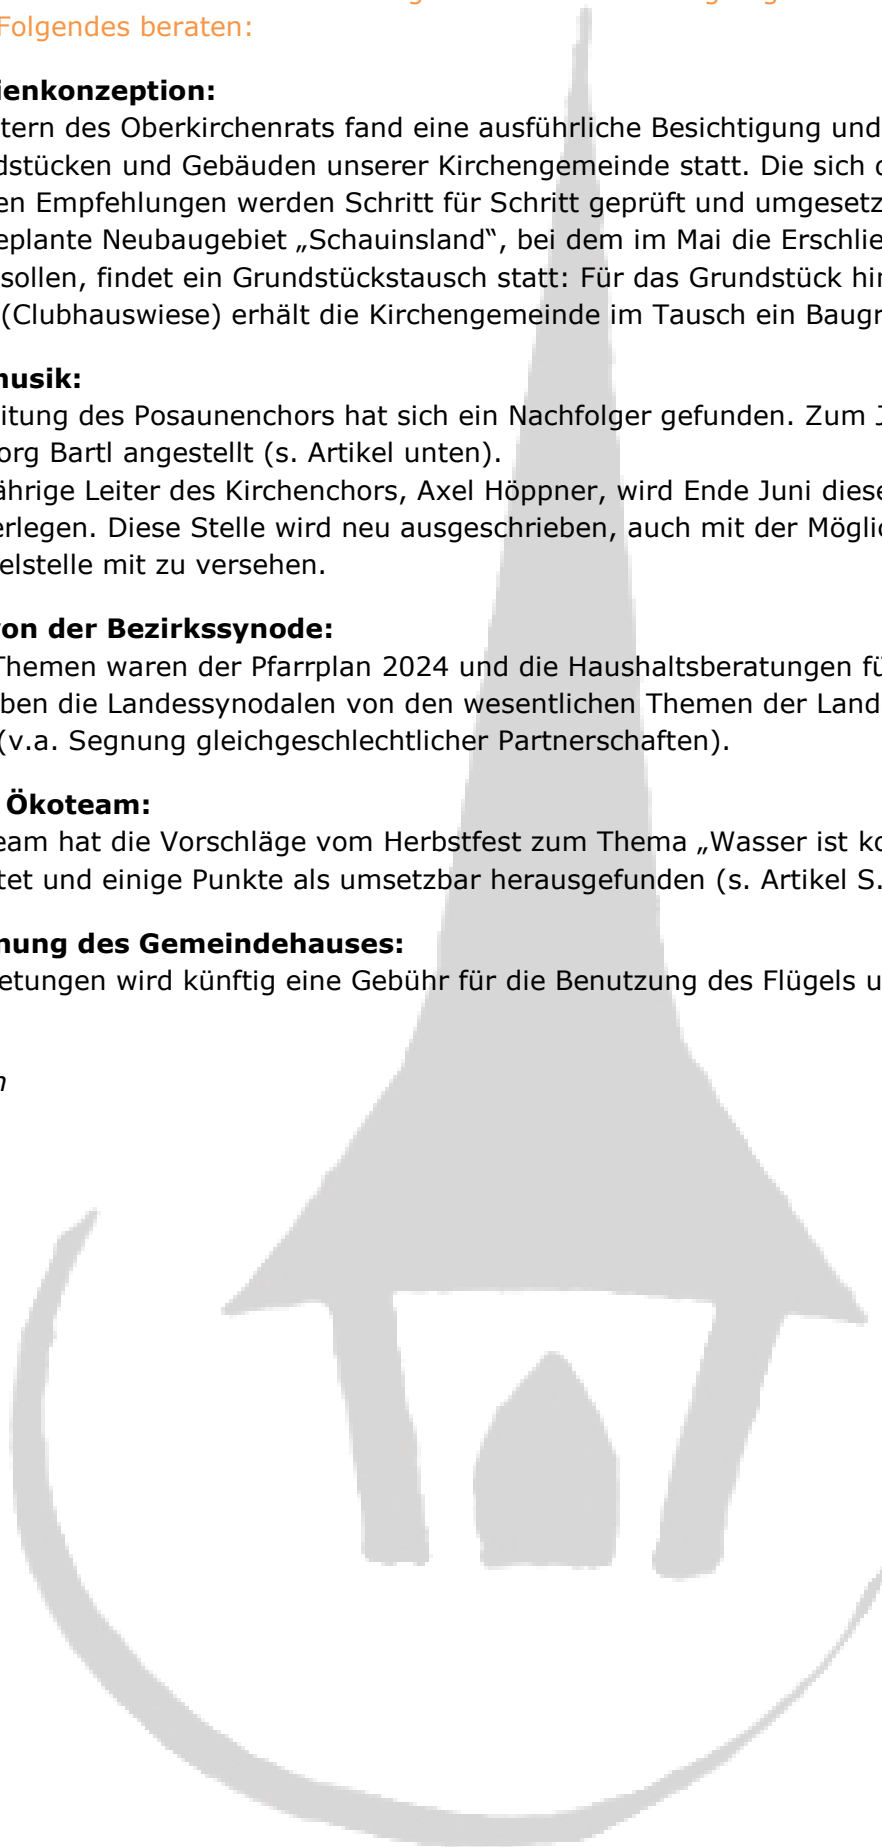 Folgendes beraten:
ienkonzeption:
tern des Oberkirchenrats fand eine ausführliche Besichtigung und
dstücken und Gebäuden unserer Kirchengemeinde statt. Die sich
en Empfehlungen werden Schritt für Schritt geprüft und umgesetz
eplante Neubaugebiet „Schauinsland“, bei dem im Mai die Erschlie
sollen, findet ein Grundstückstausch statt: Für das Grundstück hin
(Clubhauswiese) erhält die Kirchengemeinde im Tausch ein Baugr
musik:
eitung des Posaunenchors hat sich ein Nachfolger gefunden. Zum J
org Bartl angestellt (s. Artikel unten).
ährige Leiter des Kirchenchors, Axel Höppner, wird Ende Juni diese
erlegen. Diese Stelle wird neu ausgeschrieben, auch mit der Möglic
elstelle mit zu versehen.
von der Bezirkssynode:
Themen waren der Pfarrplan 2024 und die Haushaltsberatungen fü
ben die Landessynodalen von den wesentlichen Themen der Land
(v.a. Segnung gleichgeschlechtlicher Partnerschaften).
Ökoteam:
eam hat die Vorschläge vom Herbstfest zum Thema „Wasser ist ko
tet und einige Punkte als umsetzbar herausgefunden (s. Artikel S.
nung des Gemeindehauses:
etungen wird künftig eine Gebühr für die Benutzung des Flügels u
n